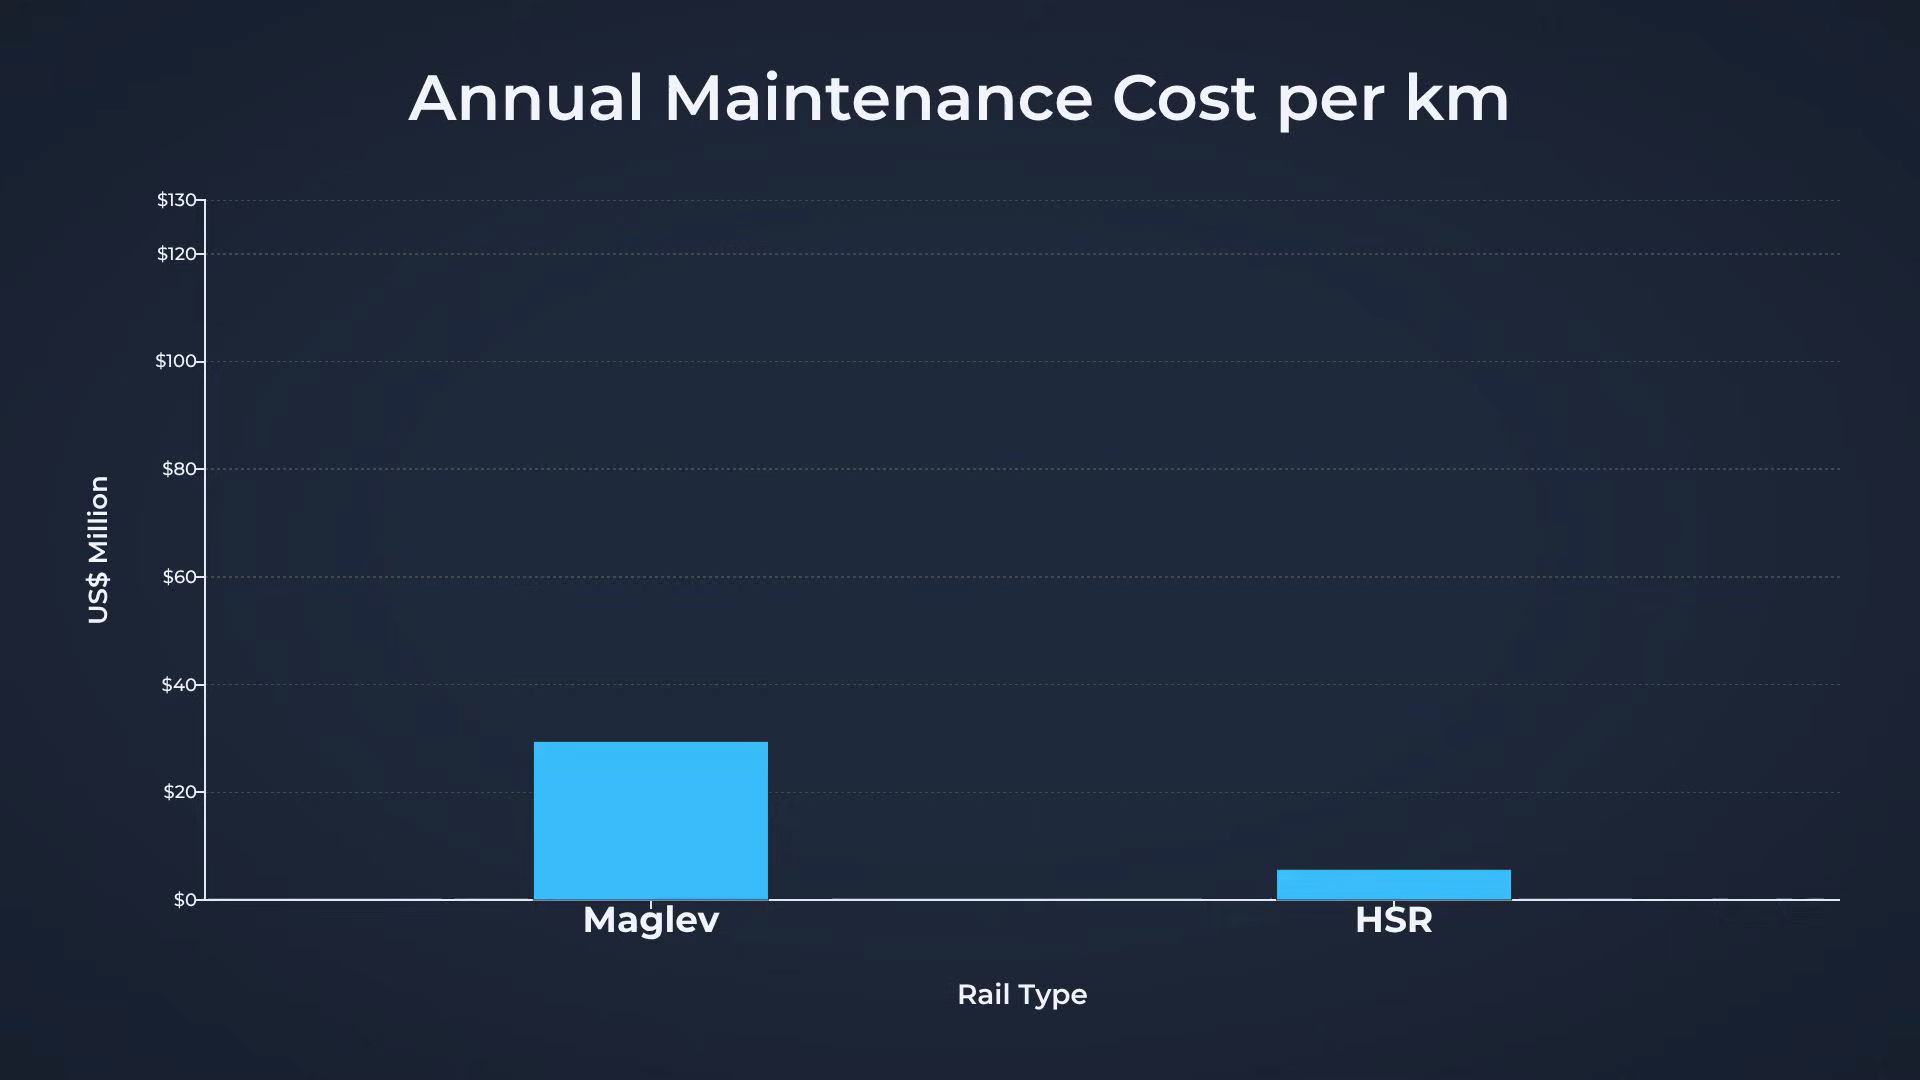 Annual Maintenance Cost per km
$130
$120
$100
$80
$60
$40
$20
$0
US$ Million
Maglev
HSR
Rail Type